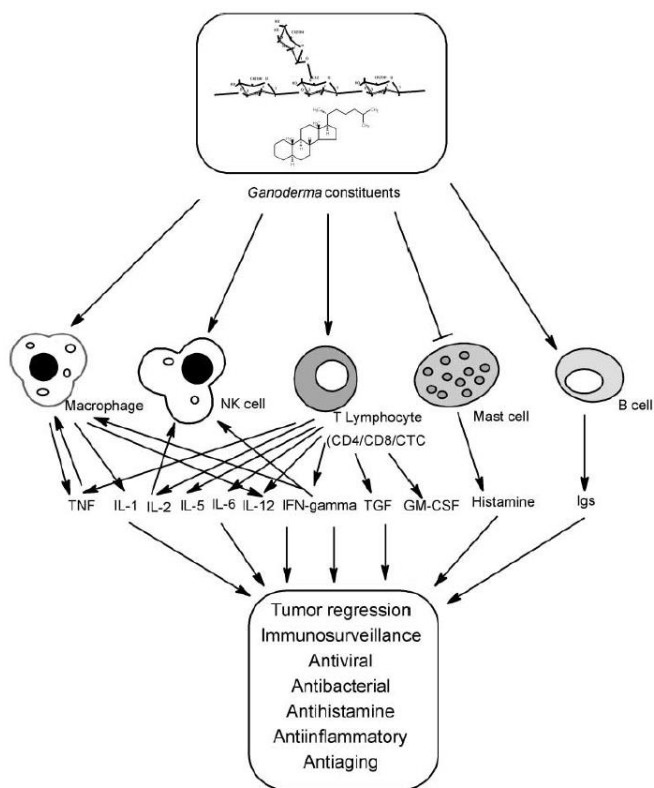 Ganoderma constituents
Macrophage
NK cell
T Lymphocyte
(CD4/CD8/CTC
Mast cell
B cell
TNF
IL-1
IL-2
IL-5
IL-6
IL-12
IFN-gamma
TGF
GM-CSF
Histamine
Igs
Tumor regression
Immunosurveillance
Antiviral
Antibacterial
Antihistamine
Antiinflammatory
Antiaging